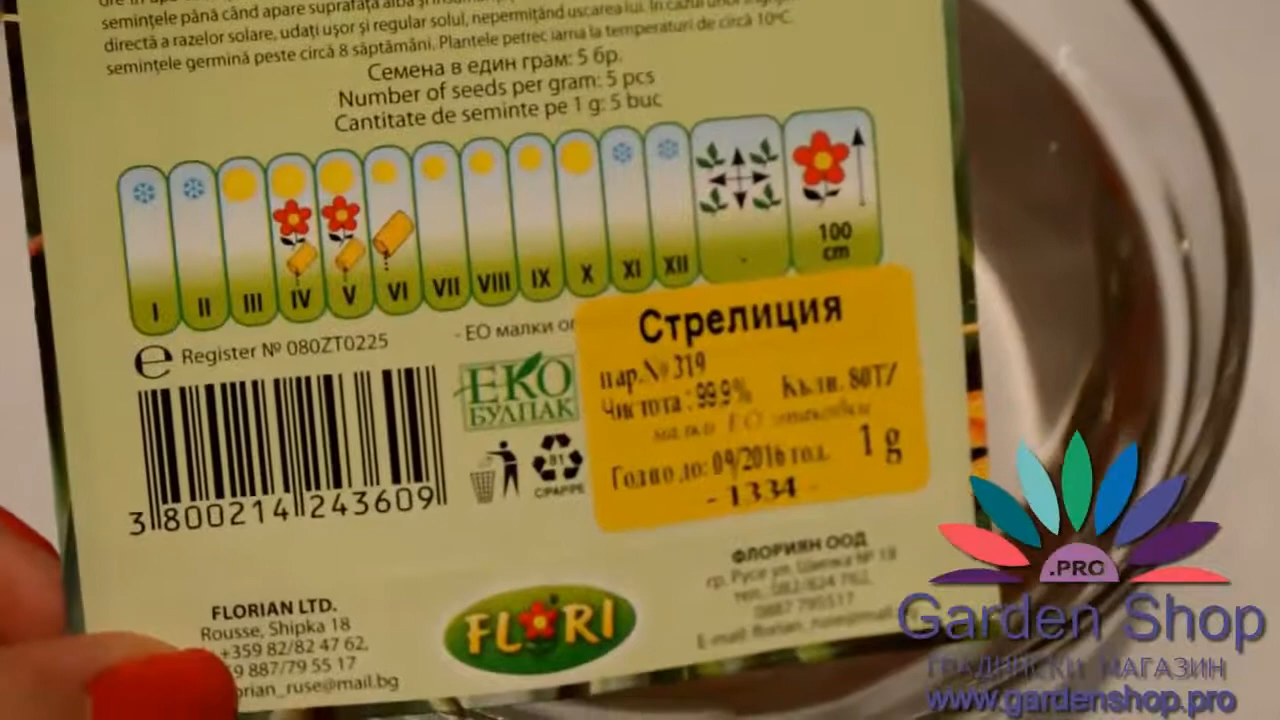 semințele până când apare suprafața albă și
directă a razelor solare, udați ușor și regular solul, nepermițând uscarea lui. În cazul unor
semințele germină peste circă 8 săptămâni. Plantele petrec iarna la temperaturi de circă 10°C.
Семена в един грам: 5 бр.
Number of seeds per gram: 5 pcs
Cantitate de seminte pe 1 g: 5 buc
I II III IV V VI VII VIII IX X XI XII
100
cm
e Register № 080ZT0225
- ЕО малки
ЕКО
БУЛПАК
81
C/PAPPE
3 800214 243609
Стрелиция
пар.№ 319
Чистота : 99.9% Кълн. 80%
малко ЕО опаковки
Годно до: 09/2016 год. 1 g
- 1334 -
FLORIAN LTD.
Rousse, Shipka 18
+359 82/82 47 62,
9 887/79 55 17
orian_ruse@mail.bg
FLORI
ФЛОРИЯН ООД
гр. Русе ул. Шипка № 18
тел. 082/824 762,
0887 795517
E-mail: florian_ruse@mail
.PRO
Garden Shop
ГРАДИНСКИ МАГАЗИН
www.gardenshop.pro